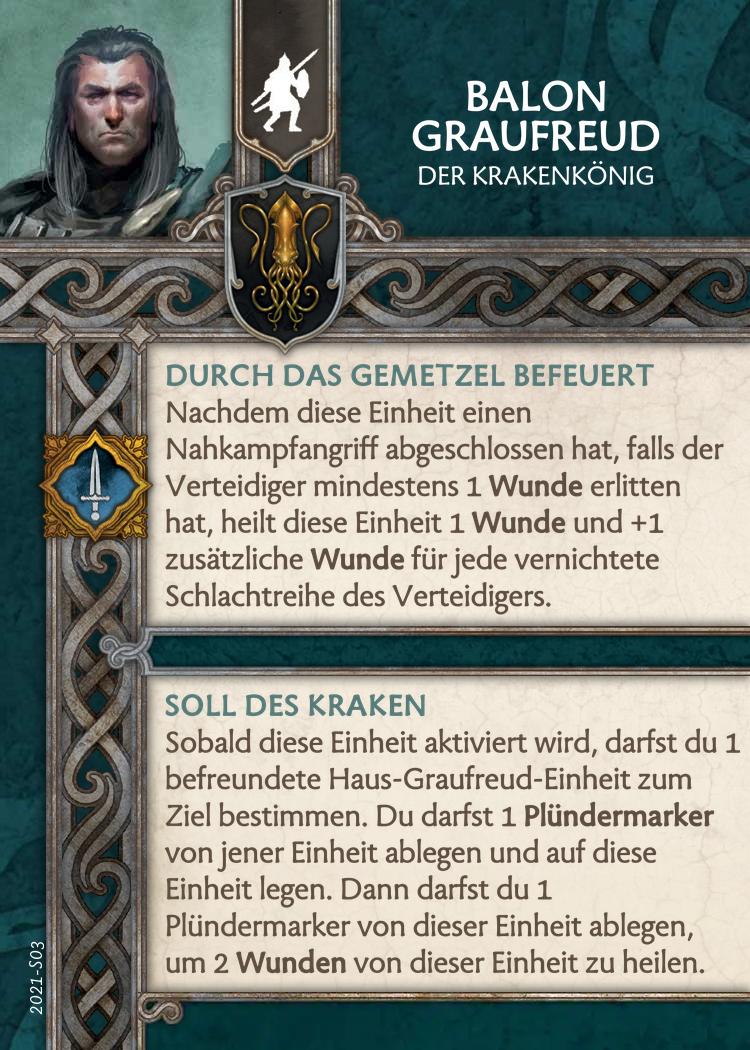 BALON
GRAUFREUD
DER KRAKENKÖNIG
DURCH DAS GEMETZEL BEFEUERT
Nachdem diese Einheit einen
Nahkampfangriff abgeschlossen hat, falls der
Verteidiger mindestens 1 Wunde erlitten
hat, heilt diese Einheit 1 Wunde und +1
zusätzliche Wunde für jede vernichtete
Schlachtreihe des Verteidigers.
SOLL DES KRAKEN
Sobald diese Einheit aktiviert wird, darfst du 1
befreundete Haus-Graufreud-Einheit zum
Ziel bestimmen. Du darfst 1 Plündermarker
von jener Einheit ablegen und auf diese
Einheit legen. Dann darfst du 1
Plündermarker von dieser Einheit ablegen,
um 2 Wunden von dieser Einheit zu heilen.
2021-S03